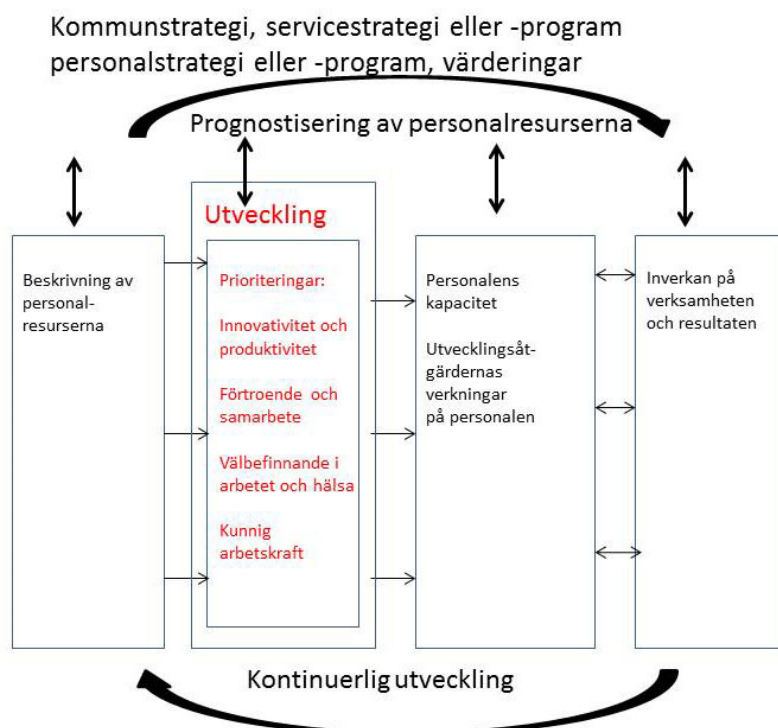 Kommunstrategi, servicestrategi eller -program
personalstrategi eller -program, värderingar
Prognostisering av personalresurserna
Utveckling
Beskrivning av
personal-
resurserna
Prioriteringar:
Innovativitet och
produktivitet
Förtroende och
samarbete
Välbefinnande i
arbetet och hälsa
Kunnig
arbetskraft
Personalens
kapacitet
Utvecklingsåt-
gärdernas
verkningar
på personalen
Inverkan på
verksamheten
och resultaten
Kontinuerlig utveckling